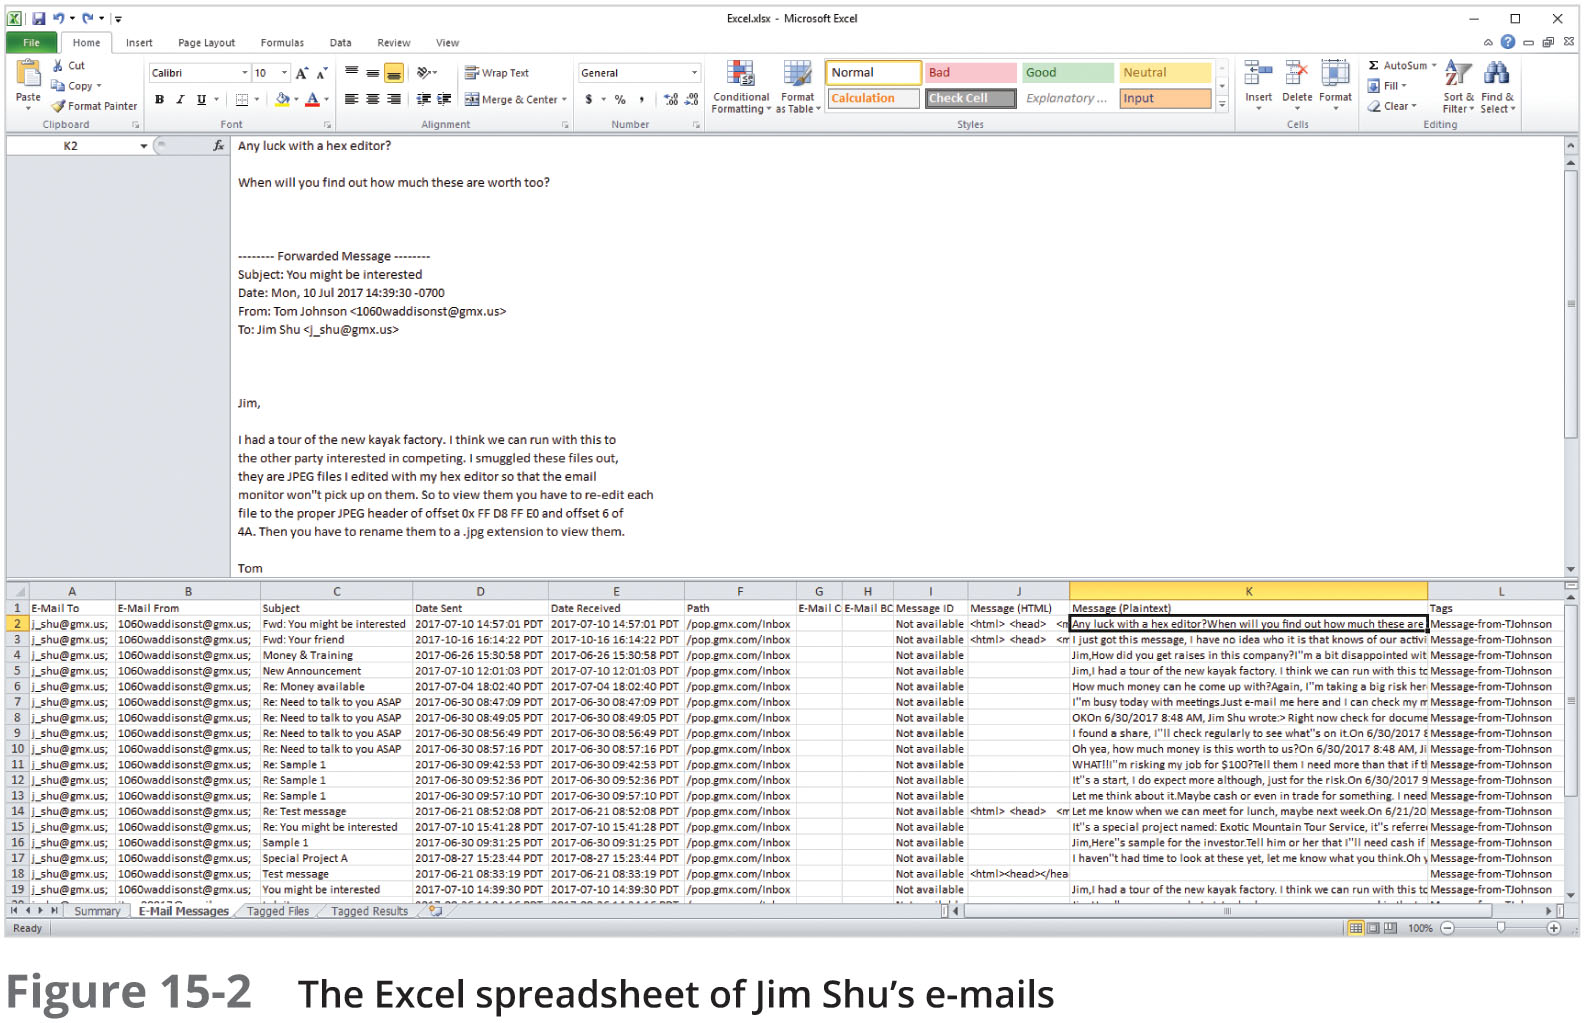 Excel.xlsx - Microsoft Excel
File Home Insert Page Layout Formulas Data Review View
Paste
Cut
Copy
Format Painter
Clipboard
Calibri 10
B I U
Font
Wrap Text
Merge & Center
Alignment
General
$ % ,
Number
Conditional Formatting
Format as Table
Normal Bad Good Neutral
Calculation Check Cell Explanatory ... Input
Styles
Insert Delete Format
Cells
Σ AutoSum
Fill
Clear
Sort & Filter
Find & Select
Editing
K2
fx
Any luck with a hex editor?
When will you find out how much these are worth too?
-------- Forwarded Message --------
Subject: You might be interested
Date: Mon, 10 Jul 2017 14:39:30 -0700
From: Tom Johnson <1060waddisonst@gmx.us>
To: Jim Shu <j_shu@gmx.us>
Jim,
I had a tour of the new kayak factory. I think we can run with this to
the other party interested in competing. I smuggled these files out,
they are JPEG files I edited with my hex editor so that the email
monitor won"t pick up on them. So to view them you have to re-edit each
file to the proper JPEG header of offset 0x FF D8 FF E0 and offset 6 of
4A. Then you have to rename them to a .jpg extension to view them.
Tom
A B C D E F G H I J K L
1 E-Mail To E-Mail From Subject Date Sent Date Received Path E-Mail C E-Mail BC Message ID Message (HTML) Message (Plaintext) Tags
2 j_shu@gmx.us; 1060waddisonst@gmx.us; Fwd: You might be interested 2017-07-10 14:57:01 PDT 2017-07-10 14:57:01 PDT /pop.gmx.com/Inbox Not available <html> <head> <m Any luck with a hex editor?When will you find out how much these are Message-from-TJohnson
3 j_shu@gmx.us; 1060waddisonst@gmx.us; Fwd: Your friend 2017-10-16 16:14:22 PDT 2017-10-16 16:14:22 PDT /pop.gmx.com/Inbox Not available <html> <head> <m I just got this message, I have no idea who it is that knows of our activi Message-from-TJohnson
4 j_shu@gmx.us; 1060waddisonst@gmx.us; Money & Training 2017-06-26 15:30:58 PDT 2017-06-26 15:30:58 PDT /pop.gmx.com/Inbox Not available Jim,How did you get raises in this company?I"m a bit disappointed wit Message-from-TJohnson
5 j_shu@gmx.us; 1060waddisonst@gmx.us; New Announcement 2017-07-10 12:01:03 PDT 2017-07-10 12:01:03 PDT /pop.gmx.com/Inbox Not available Jim,I had a tour of the new kayak factory. I think we can run with this tc Message-from-TJohnson
6 j_shu@gmx.us; 1060waddisonst@gmx.us; Re: Money available 2017-07-04 18:02:40 PDT 2017-07-04 18:02:40 PDT /pop.gmx.com/Inbox Not available How much money can he come up with?Again, I"m taking a big risk her Message-from-TJohnson
7 j_shu@gmx.us; 1060waddisonst@gmx.us; Re: Need to talk to you ASAP 2017-06-30 08:47:09 PDT 2017-06-30 08:47:09 PDT /pop.gmx.com/Inbox Not available I"m busy today with meetings.Just e-mail me here and I can check my m Message-from-TJohnson
8 j_shu@gmx.us; 1060waddisonst@gmx.us; Re: Need to talk to you ASAP 2017-06-30 08:49:05 PDT 2017-06-30 08:49:05 PDT /pop.gmx.com/Inbox Not available OKOn 6/30/2017 8:48 AM, Jim Shu wrote:> Right now check for docume Message-from-TJohnson
9 j_shu@gmx.us; 1060waddisonst@gmx.us; Re: Need to talk to you ASAP 2017-06-30 08:56:49 PDT 2017-06-30 08:56:49 PDT /pop.gmx.com/Inbox Not available I found a share, I"ll check regularly to see what"s on it.On 6/30/2017 8 Message-from-TJohnson
10 j_shu@gmx.us; 1060waddisonst@gmx.us; Re: Need to talk to you ASAP 2017-06-30 08:57:16 PDT 2017-06-30 08:57:16 PDT /pop.gmx.com/Inbox Not available Oh yea, how much money is this worth to us?On 6/30/2017 8:48 AM, Ji Message-from-TJohnson
11 j_shu@gmx.us; 1060waddisonst@gmx.us; Re: Sample 1 2017-06-30 09:42:53 PDT 2017-06-30 09:42:53 PDT /pop.gmx.com/Inbox Not available WHAT!!I"m risking my job for $100?Tell them I need more than that if th Message-from-TJohnson
12 j_shu@gmx.us; 1060waddisonst@gmx.us; Re: Sample 1 2017-06-30 09:52:36 PDT 2017-06-30 09:52:36 PDT /pop.gmx.com/Inbox Not available It"s a start, I do expect more although, just for the risk.On 6/30/2017 9 Message-from-TJohnson
13 j_shu@gmx.us; 1060waddisonst@gmx.us; Re: Sample 1 2017-06-30 09:57:10 PDT 2017-06-30 09:57:10 PDT /pop.gmx.com/Inbox Not available Let me think about it.Maybe cash or even in trade for something. I need Message-from-TJohnson
14 j_shu@gmx.us; 1060waddisonst@gmx.us; Re: Test message 2017-06-21 08:52:08 PDT 2017-06-21 08:52:08 PDT /pop.gmx.com/Inbox Not available <html> <head> <m Let me know when we can meet for lunch, maybe next week.On 6/21/20 Message-from-TJohnson
15 j_shu@gmx.us; 1060waddisonst@gmx.us; Re: You might be interested 2017-07-10 15:41:28 PDT 2017-07-10 15:41:28 PDT /pop.gmx.com/Inbox Not available It"s a special project named: Exotic Mountain Tour Service, it"s referre Message-from-TJohnson
16 j_shu@gmx.us; 1060waddisonst@gmx.us; Sample 1 2017-06-30 09:31:25 PDT 2017-06-30 09:31:25 PDT /pop.gmx.com/Inbox Not available Jim,Here"s sample for the investor.Tell him or her that I"ll need cash if Message-from-TJohnson
17 j_shu@gmx.us; 1060waddisonst@gmx.us; Special Project A 2017-08-27 15:23:44 PDT 2017-08-27 15:23:44 PDT /pop.gmx.com/Inbox Not available I haven"t had time to look at these yet, let me know what you think.Oh y Message-from-TJohnson
18 j_shu@gmx.us; 1060waddisonst@gmx.us; Test message 2017-06-21 08:33:19 PDT 2017-06-21 08:33:19 PDT /pop.gmx.com/Inbox Not available <html><head></hea Message-from-TJohnson
19 j_shu@gmx.us; 1060waddisonst@gmx.us; You might be interested 2017-07-10 14:39:30 PDT 2017-07-10 14:39:30 PDT /pop.gmx.com/Inbox Not available Jim,I had a tour of the new kayak factory. I think we can run with this tc Message-from-TJohnson
Summary E-Mail Messages Tagged Files Tagged Results
Ready 100%
Figure 15-2 The Excel spreadsheet of Jim Shu's e-mails